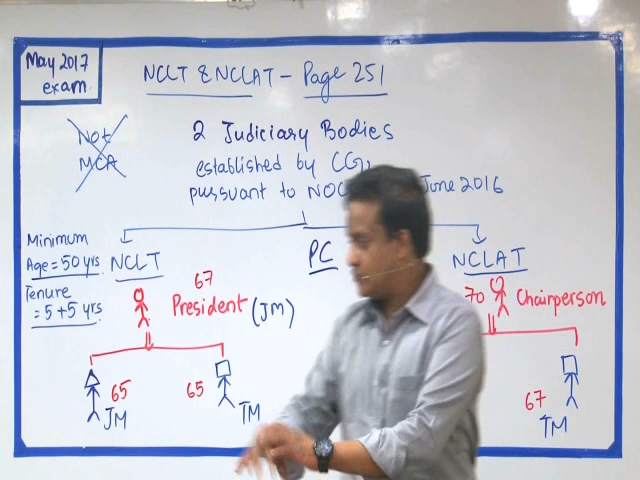 May 2017
exam.
NCLT & NCLAT - Page 251
Not
MCA
2 Judiciary Bodies
established by CG,
pursuant to NOC June 2016
Minimum
Age = 50 yrs.
Tenure
= 5+5 yrs.
NCLT
PC
NCLAT
67
President (JM)
70 Chairperson
65
JM
65
TM
67
TM